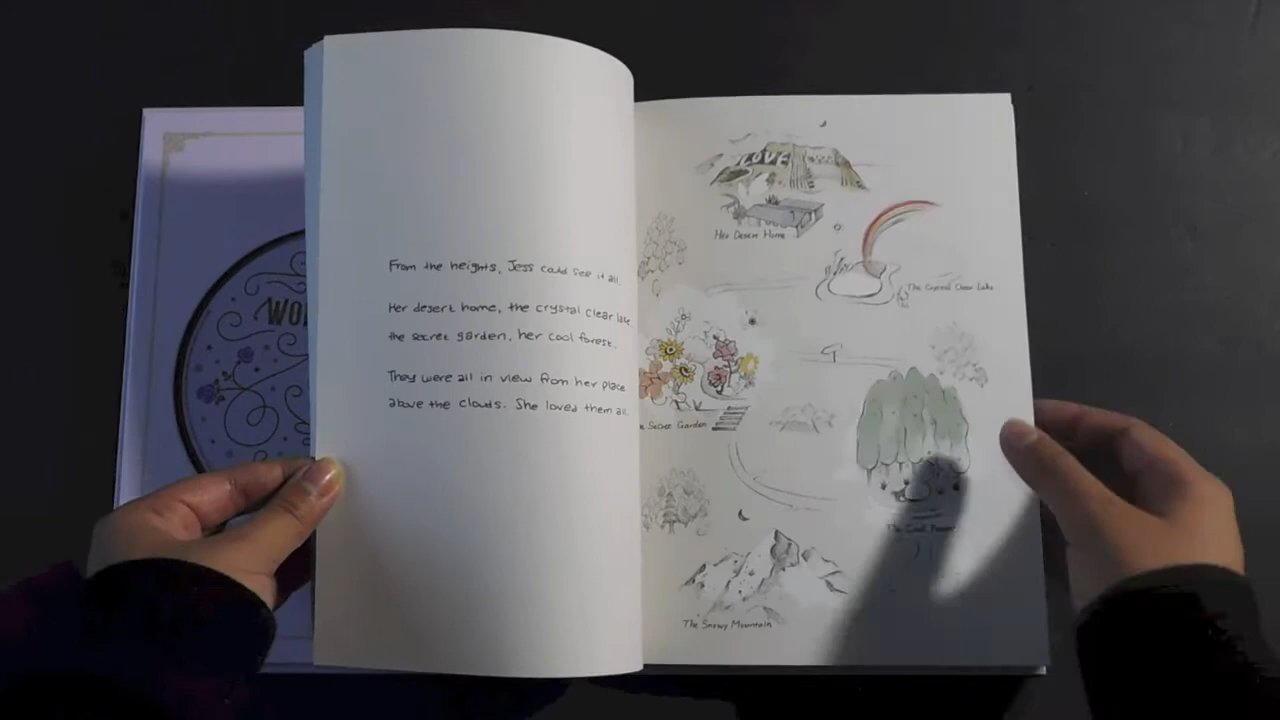 WO
From the heights, Jess could see it all.
Her desert home, the crystal clear lake,
the secret garden, her cool forest.
They were all in view from her place
above the clouds. She loved them all.
LOVE
Her Desert Home
The Crystal Clear Lake
e Secret Garden
The Cool Forest
The Snowy Mountain